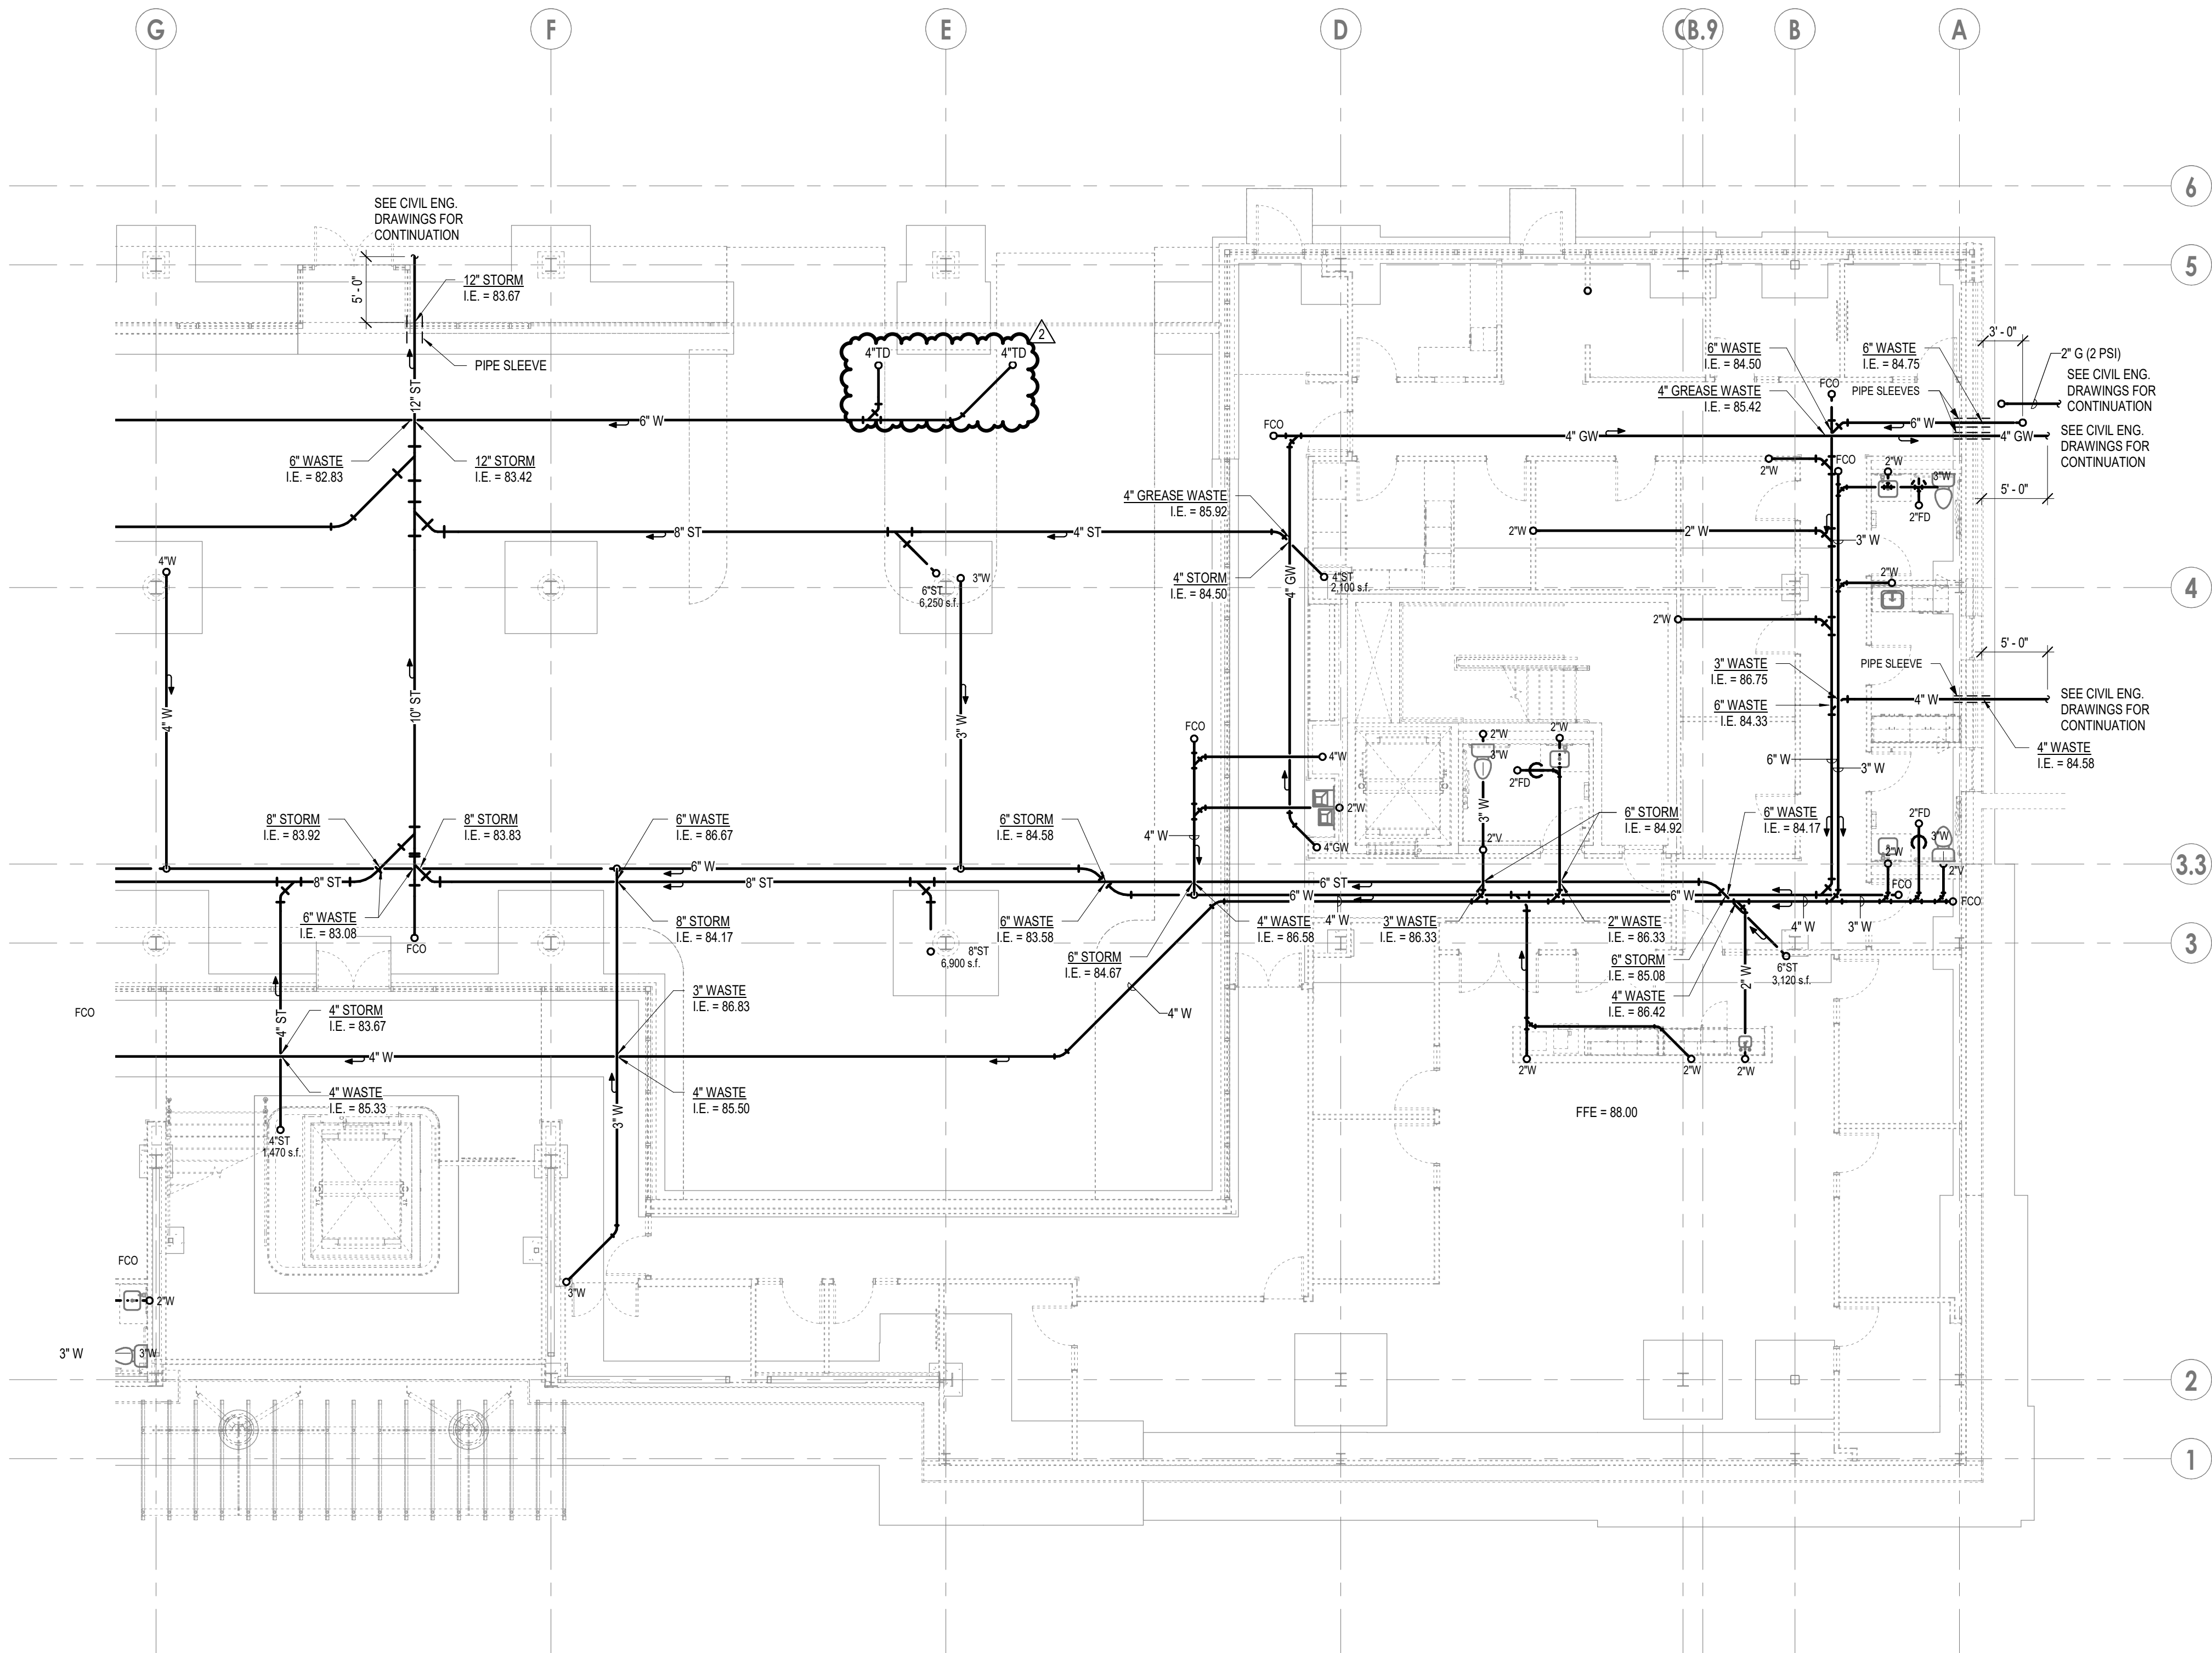 G
F
E
D
C
B.9
B
A
6
5
4
3.3
3
2
1
SEE CIVIL ENG.
DRAWINGS FOR
CONTINUATION
5' - 0"
12" STORM
I.E. = 83.67
PIPE SLEEVE
12" ST
6" W
4"TD
4"TD
2
6" WASTE
I.E. = 82.83
12" STORM
I.E. = 83.42
8" ST
4" ST
6"ST
6,250 s.f.
3"W
4"W
4" W
10" ST
3" W
FCO
4" GW
4" GREASE WASTE
I.E. = 85.92
4" STORM
I.E. = 84.50
4"ST
2,100 s.f.
4" GW
6" WASTE
I.E. = 84.50
6" WASTE
I.E. = 84.75
4" GREASE WASTE
I.E. = 85.42
FCO
PIPE SLEEVES
3' - 0"
2" G (2 PSI)
SEE CIVIL ENG.
DRAWINGS FOR
CONTINUATION
6" W
4" GW
SEE CIVIL ENG.
DRAWINGS FOR
CONTINUATION
5' - 0"
2"W
FCO
2"W
3"W
2"FD
2"W
2" W
3" W
2"W
2"W
5' - 0"
3" WASTE
I.E. = 86.75
PIPE SLEEVE
6" WASTE
I.E. = 84.33
4" W
SEE CIVIL ENG.
DRAWINGS FOR
CONTINUATION
4" WASTE
I.E. = 84.58
6" W
3" W
FCO
4"W
2"W
4" W
4"GW
2"W
3"W
2"W
2"FD
3" W
2"V
6" STORM
I.E. = 84.92
6" WASTE
I.E. = 84.17
2"FD
3"W
2"W
2"V
FCO
FCO
8" STORM
I.E. = 83.92
8" STORM
I.E. = 83.83
6" WASTE
I.E. = 86.67
6" STORM
I.E. = 84.58
6" W
8" ST
8" ST
6" ST
6" W
6" W
6" WASTE
I.E. = 83.08
FCO
8" STORM
I.E. = 84.17
8"ST
6,900 s.f.
6" WASTE
I.E. = 83.58
6" STORM
I.E. = 84.67
4" WASTE
I.E. = 86.58
4" W
3" WASTE
I.E. = 86.33
2" WASTE
I.E. = 86.33
6" STORM
I.E. = 85.08
4" WASTE
I.E. = 86.42
4" W
3" W
6"ST
3,120 s.f.
2" W
FCO
4" ST
4" STORM
I.E. = 83.67
3" WASTE
I.E. = 86.83
4" W
4" W
4" WASTE
I.E. = 85.33
4" WASTE
I.E. = 85.50
4"ST
1,470 s.f.
3" W
2"W
2"W
2"W
FFE = 88.00
FCO
2"W
3"W
3" W
3"W